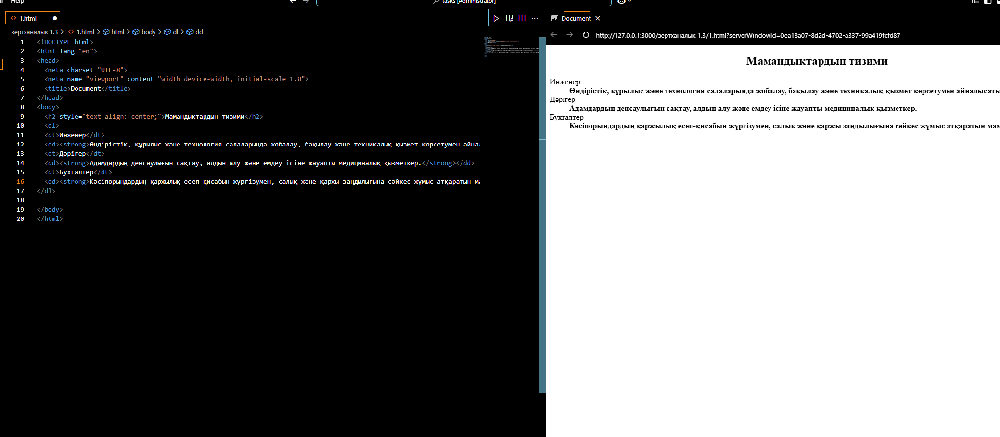 Help
tasks [Administrator]
1.html
Document
зертханалык 1.3 > 1.html > html > body > dl > dd
http://127.0.0.1:3000/зертханалык 1.3/1.html?serverWindowId=0ea18a07-8d2d-4702-a337-99a419fcfd87
1 <!DOCTYPE html>
2 <html lang="en">
3 <head>
4 <meta charset="UTF-8">
5 <meta name="viewport" content="width=device-width, initial-scale=1.0">
6 <title>Document</title>
7 </head>
8 <body>
9 <h2 style="text-align: center;">Мамандыктардын тизими</h2>
10 <dl>
11 <dt>Инженер</dt>
12 <dd><strong>Өндірістік, құрылыс және технология салаларында жобалау, бақылау және техникалық қызмет көрсетумен айнал
13 <dt>Дәрігер</dt>
14 <dd><strong>Адамдардың денсаулығын сақтау, алдын алу және емдеу ісіне жауапты медициналық қызметкер.</strong></dd>
15 <dt>Бухгалтер</dt>
16 <dd><strong>Кәсіпорындардың қаржылық есеп-қисабын жүргізумен, салық және қаржы заңдылығына сәйкес жұмыс атқаратын ма
17 </dl>
18
19 </body>
20 </html>
Мамандыктардын тизими
Инженер
Өндірістік, құрылыс және технология салаларында жобалау, бақылау және техникалық қызмет көрсетумен айналысаты
Дәрігер
Адамдардың денсаулығын сақтау, алдын алу және емдеу ісіне жауапты медициналық қызметкер.
Бухгалтер
Кәсіпорындардың қаржылық есеп-қисабын жүргізумен, салық және қаржы заңдылығына сәйкес жұмыс атқаратын мам